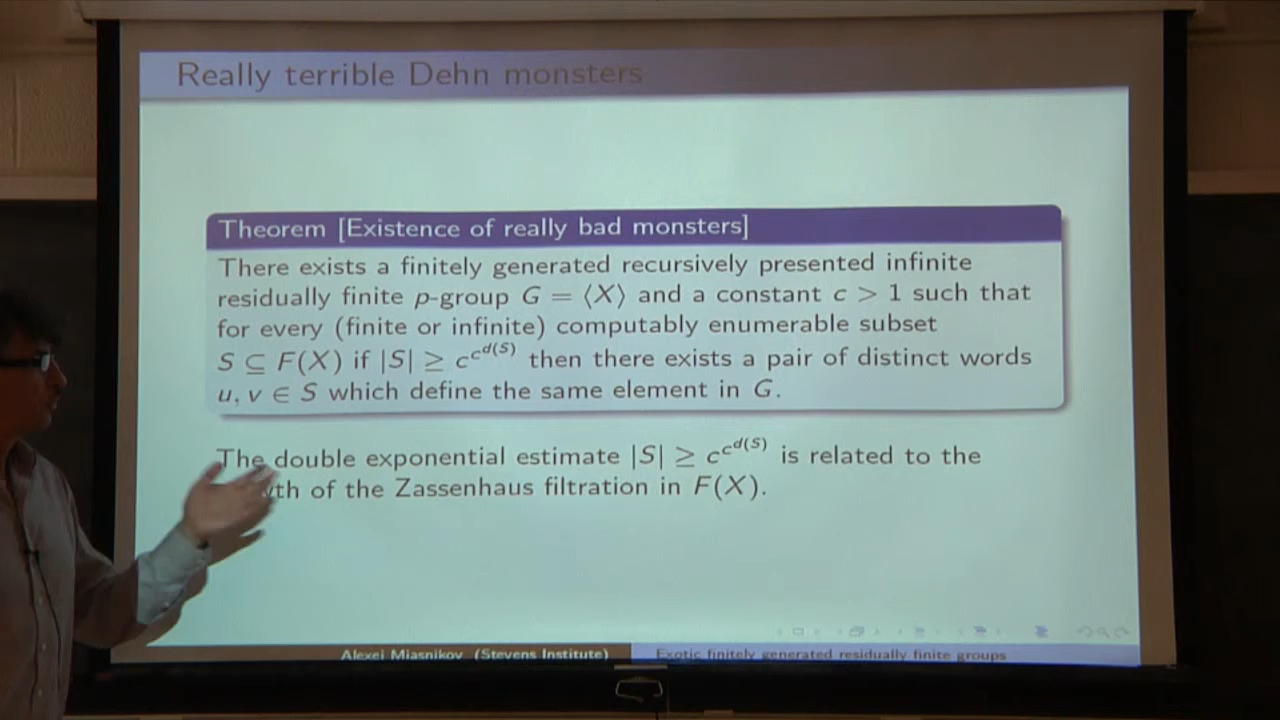 Really terrible Dehn monsters
Theorem [Existence of really bad monsters]
There exists a finitely generated recursively presented infinite
residually finite p-group G = ⟨X⟩ and a constant c > 1 such that
for every (finite or infinite) computably enumerable subset
S ⊆ F(X) if |S| ≥ c^{c^{d(S)}} then there exists a pair of distinct words
u, v ∈ S which define the same element in G.
The double exponential estimate |S| ≥ c^{c^{d(S)}} is related to the
of the Zassenhaus filtration in F(X).
Alexei Miasnikov (Stevens Institute)
Exotic finitely generated residually finite groups